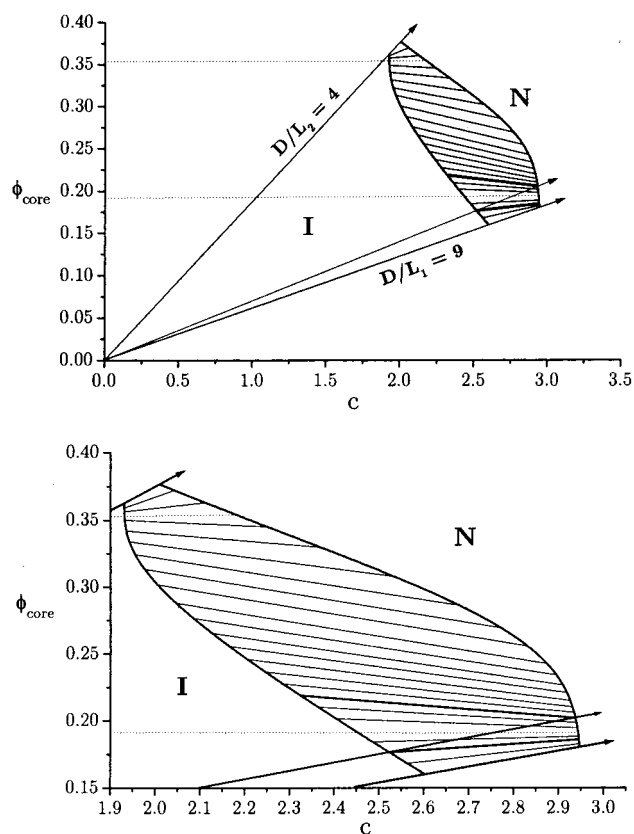 0.40
0.35
0.30
0.25
0.20
0.15
0.10
0.05
0.00
ϕcore
D/L₂ = 4
D/L₁ = 9
I
N
0.0 0.5 1.0 1.5 2.0 2.5 3.0 3.5
c
0.40
0.35
0.30
0.25
0.20
0.15
ϕcore
N
I
1.9 2.0 2.1 2.2 2.3 2.4 2.5 2.6 2.7 2.8 2.9 3.0
c